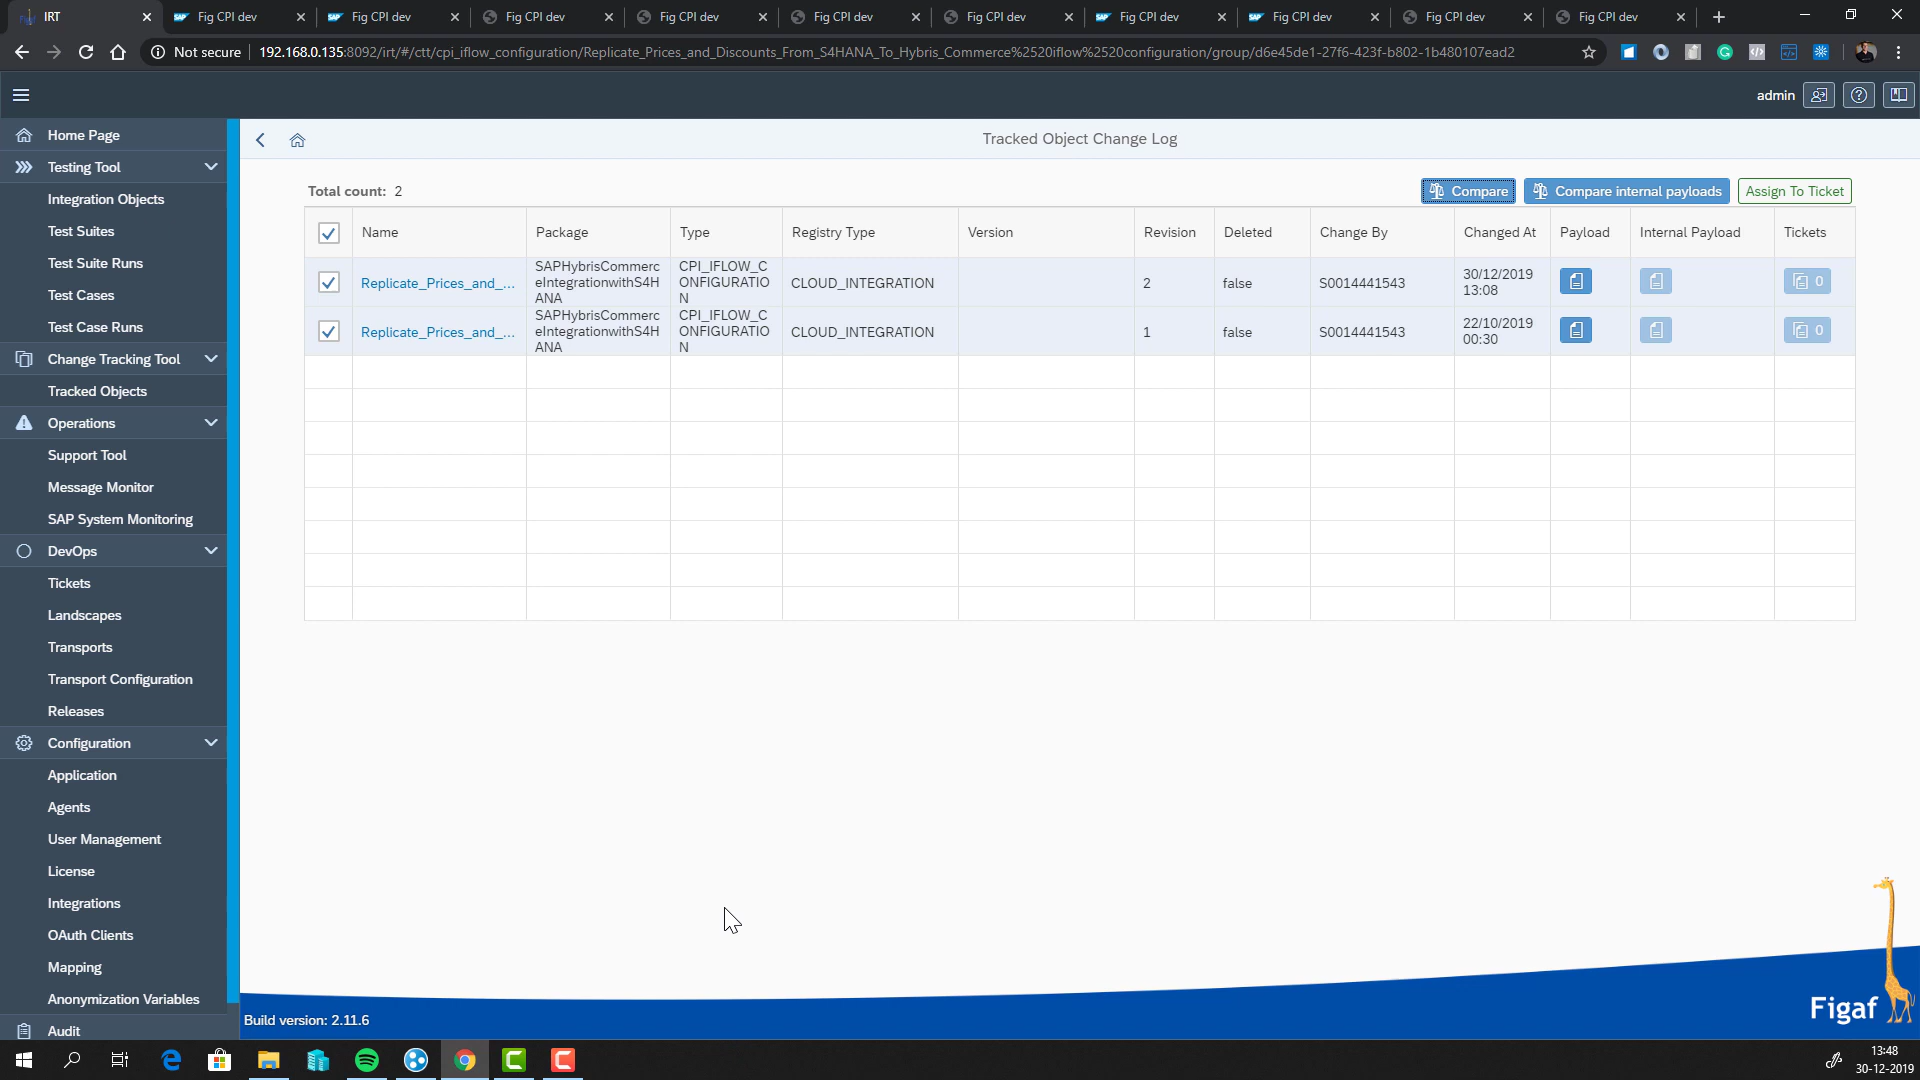 IRT
Fig CPI dev
Fig CPI dev
Fig CPI dev
Fig CPI dev
Fig CPI dev
Fig CPI dev
Fig CPI dev
Fig CPI dev
Fig CPI dev
Fig CPI dev
Not secure
192.168.0.135:8092/irt/#/ctt/cpi_iflow_configuration/Replicate_Prices_and_Discounts_From_S4HANA_To_Hybris_Commerce%2520iflow%2520configuration/group/d6e45de1-27f6-423f-b802-1b480107ead2
admin
Home Page
Testing Tool
Integration Objects
Test Suites
Test Suite Runs
Test Cases
Test Case Runs
Change Tracking Tool
Tracked Objects
Operations
Support Tool
Message Monitor
SAP System Monitoring
DevOps
Tickets
Landscapes
Transports
Transport Configuration
Releases
Configuration
Application
Agents
User Management
License
Integrations
OAuth Clients
Mapping
Anonymization Variables
Audit
Tracked Object Change Log
Total count: 2
Compare
Compare internal payloads
Assign To Ticket
Name
Package
Type
Registry Type
Version
Revision
Deleted
Change By
Changed At
Payload
Internal Payload
Tickets
Replicate_Prices_and_...
SAPHybrisCommerc
eIntegrationwithS4H
ANA
CPI_IFLOW_C
ONFIGURATIO
N
CLOUD_INTEGRATION
2
false
S0014441543
30/12/2019
13:08
0
Replicate_Prices_and_...
SAPHybrisCommerc
eIntegrationwithS4H
ANA
CPI_IFLOW_C
ONFIGURATIO
N
CLOUD_INTEGRATION
1
false
S0014441543
22/10/2019
00:30
0
Figaf
Build version: 2.11.6
13:48
30-12-2019